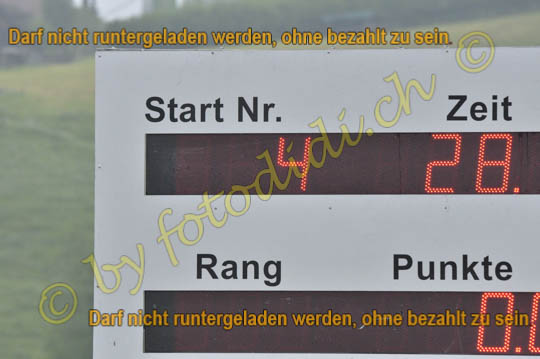 Darf nicht runtergeladen werden, ohne bezahlt zu sein. ©
Start Nr. Zeit
4 28.
© by fotodidi.ch ©
Rang Punkte
0.0
Darf nicht runtergeladen werden, ohne bezahlt zu sein.